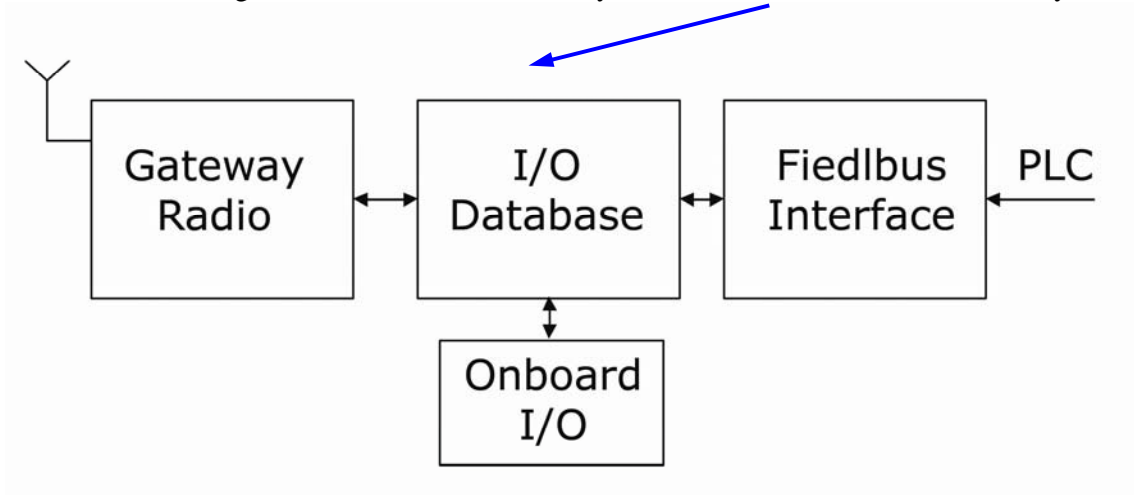 Gateway
Radio
I/O
Database
Fiedlbus
Interface
PLC
Onboard
I/O